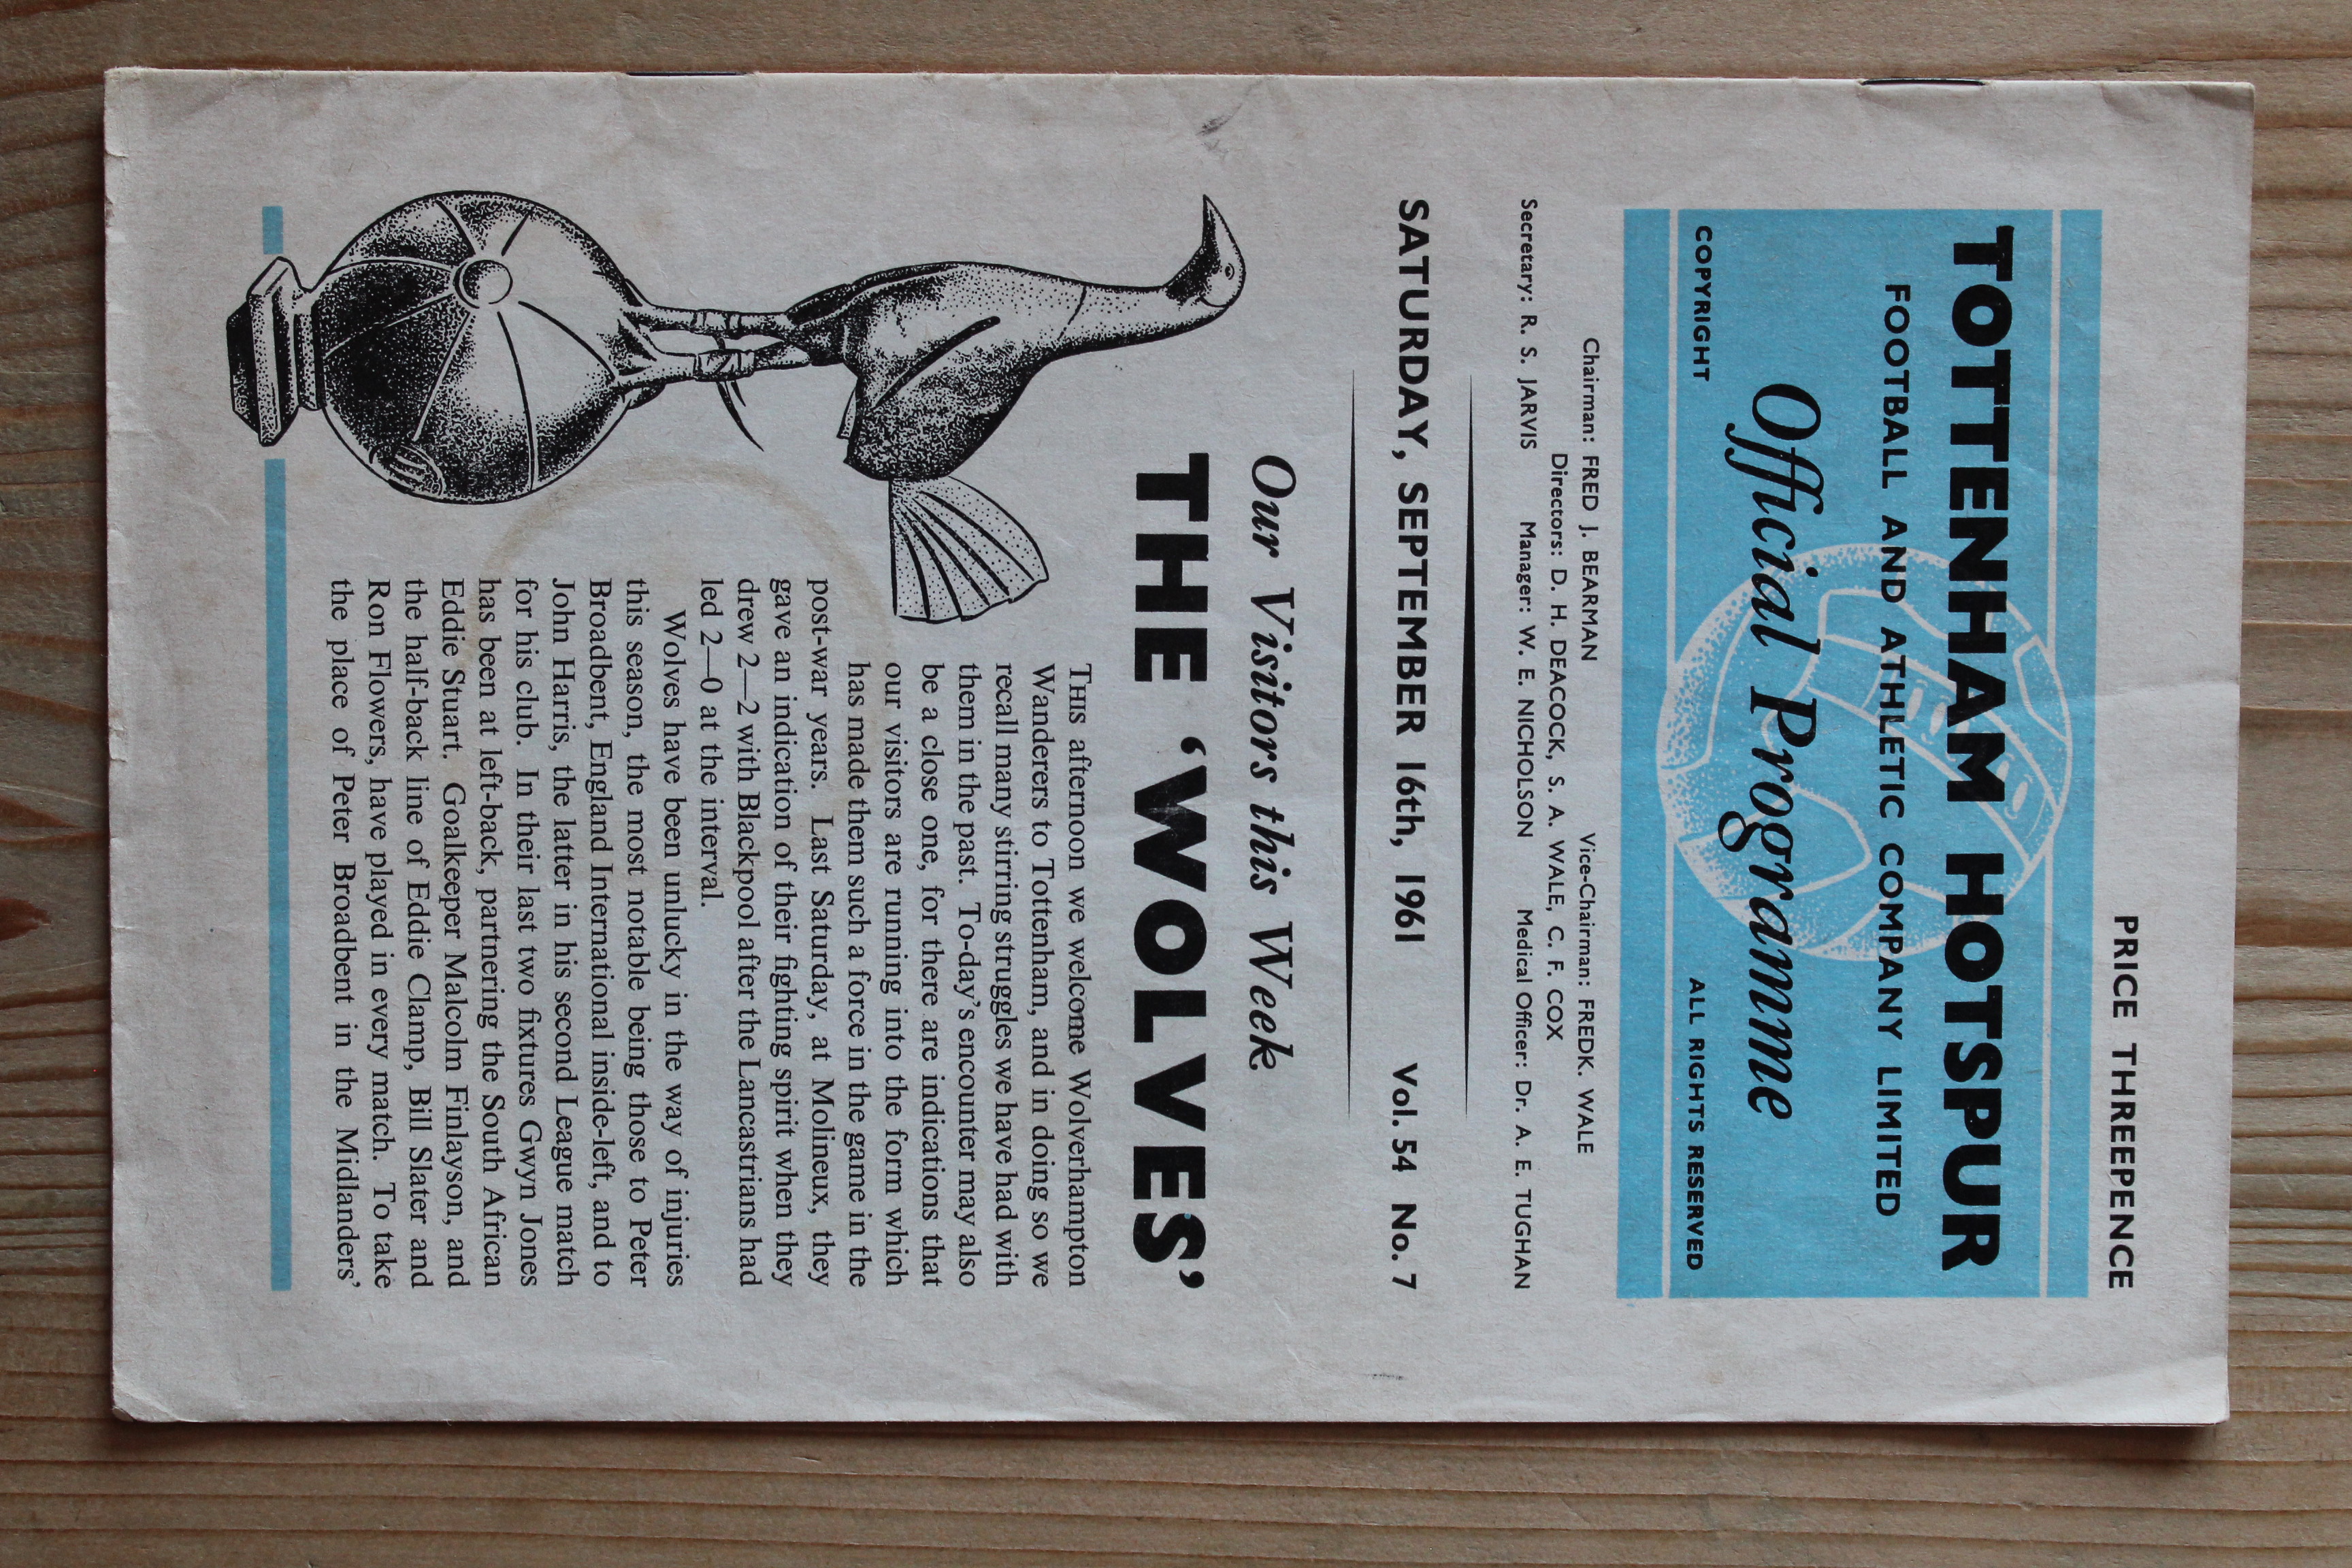 PRICE THREEPENCE
TOTTENHAM HOTSPUR
FOOTBALL AND ATHLETIC COMPANY LIMITED
Official Programme
COPYRIGHT ALL RIGHTS RESERVED
Chairman: FRED J. BEARMAN Vice-Chairman: FREDK. WALE
Directors: D. H. DEACOCK, S. A. WALE, C. F. COX
Secretary: R. S. JARVIS Manager: W. E. NICHOLSON Medical Officer: Dr. A. E. TUGHAN
SATURDAY, SEPTEMBER 16th, 1961 Vol. 54 No. 7
Our Visitors this Week
THE ‘WOLVES’
THIS afternoon we welcome Wolverhampton
Wanderers to Tottenham, and in doing so we
recall many stirring struggles we have had with
them in the past. To-day’s encounter may also
be a close one, for there are indications that
our visitors are running into the form which
has made them such a force in the game in the
post-war years. Last Saturday, at Molineux, they
gave an indication of their fighting spirit when they
drew 2—2 with Blackpool after the Lancastrians had
led 2—0 at the interval.
Wolves have been unlucky in the way of injuries
this season, the most notable being those to Peter
Broadbent, England International inside-left, and to
John Harris, the latter in his second League match
for his club. In their last two fixtures Gwyn Jones
has been at left-back, partnering the South African
Eddie Stuart. Goalkeeper Malcolm Finlayson, and
the half-back line of Eddie Clamp, Bill Slater and
Ron Flowers, have played in every match. To take
the place of Peter Broadbent in the Midlanders’